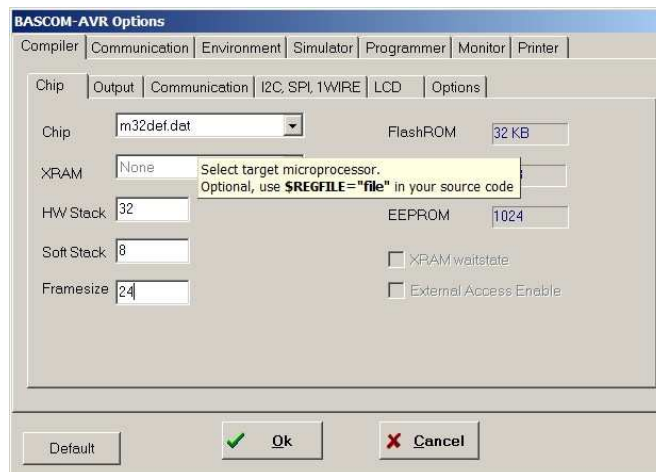 BASCOM-AVR Options
Compiler Communication Environment Simulator Programmer Monitor Printer
Chip Output Communication I2C, SPI, 1WIRE LCD Options
Chip m32def.dat FlashROM 32 KB
XRAM None
Select target microprocessor.
Optional, use $REGFILE="file" in your source code
HW Stack 32 EEPROM 1024
Soft Stack 8 XRAM waitstate
Framesize 24 External Access Enable
Default Ok Cancel